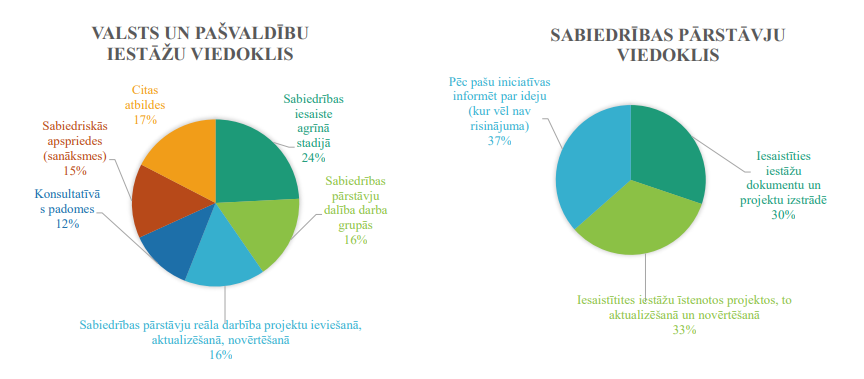 VALSTS UN PAŠVALDĪBU
IESTĀŽU VIEDOKLIS
Citas
atbildes
17%
Sabiedrības
iesaiste
agrīnā
stadijā
24%
Sabiedriskās
apspriedes
(sanāksmes)
15%
Sabiedrības
pārstāvju
dalība darba
grupās
16%
Konsultatīvā
s padomes
12%
Sabiedrības pārstāvju reāla darbība projektu ieviešanā,
aktualizēšanā, novērtēšanā
16%
SABIEDRĪBAS PĀRSTĀVJU
VIEDOKLIS
Pēc pašu iniciatīvas
informēt par ideju
(kur vēl nav
risinājuma)
37%
Iesaistīties
iestāžu
dokumentu un
projektu izstrādē
30%
Iesaistītites iestāžu īstenotos projektos, to
aktualizēšanā un novērtēšanā
33%